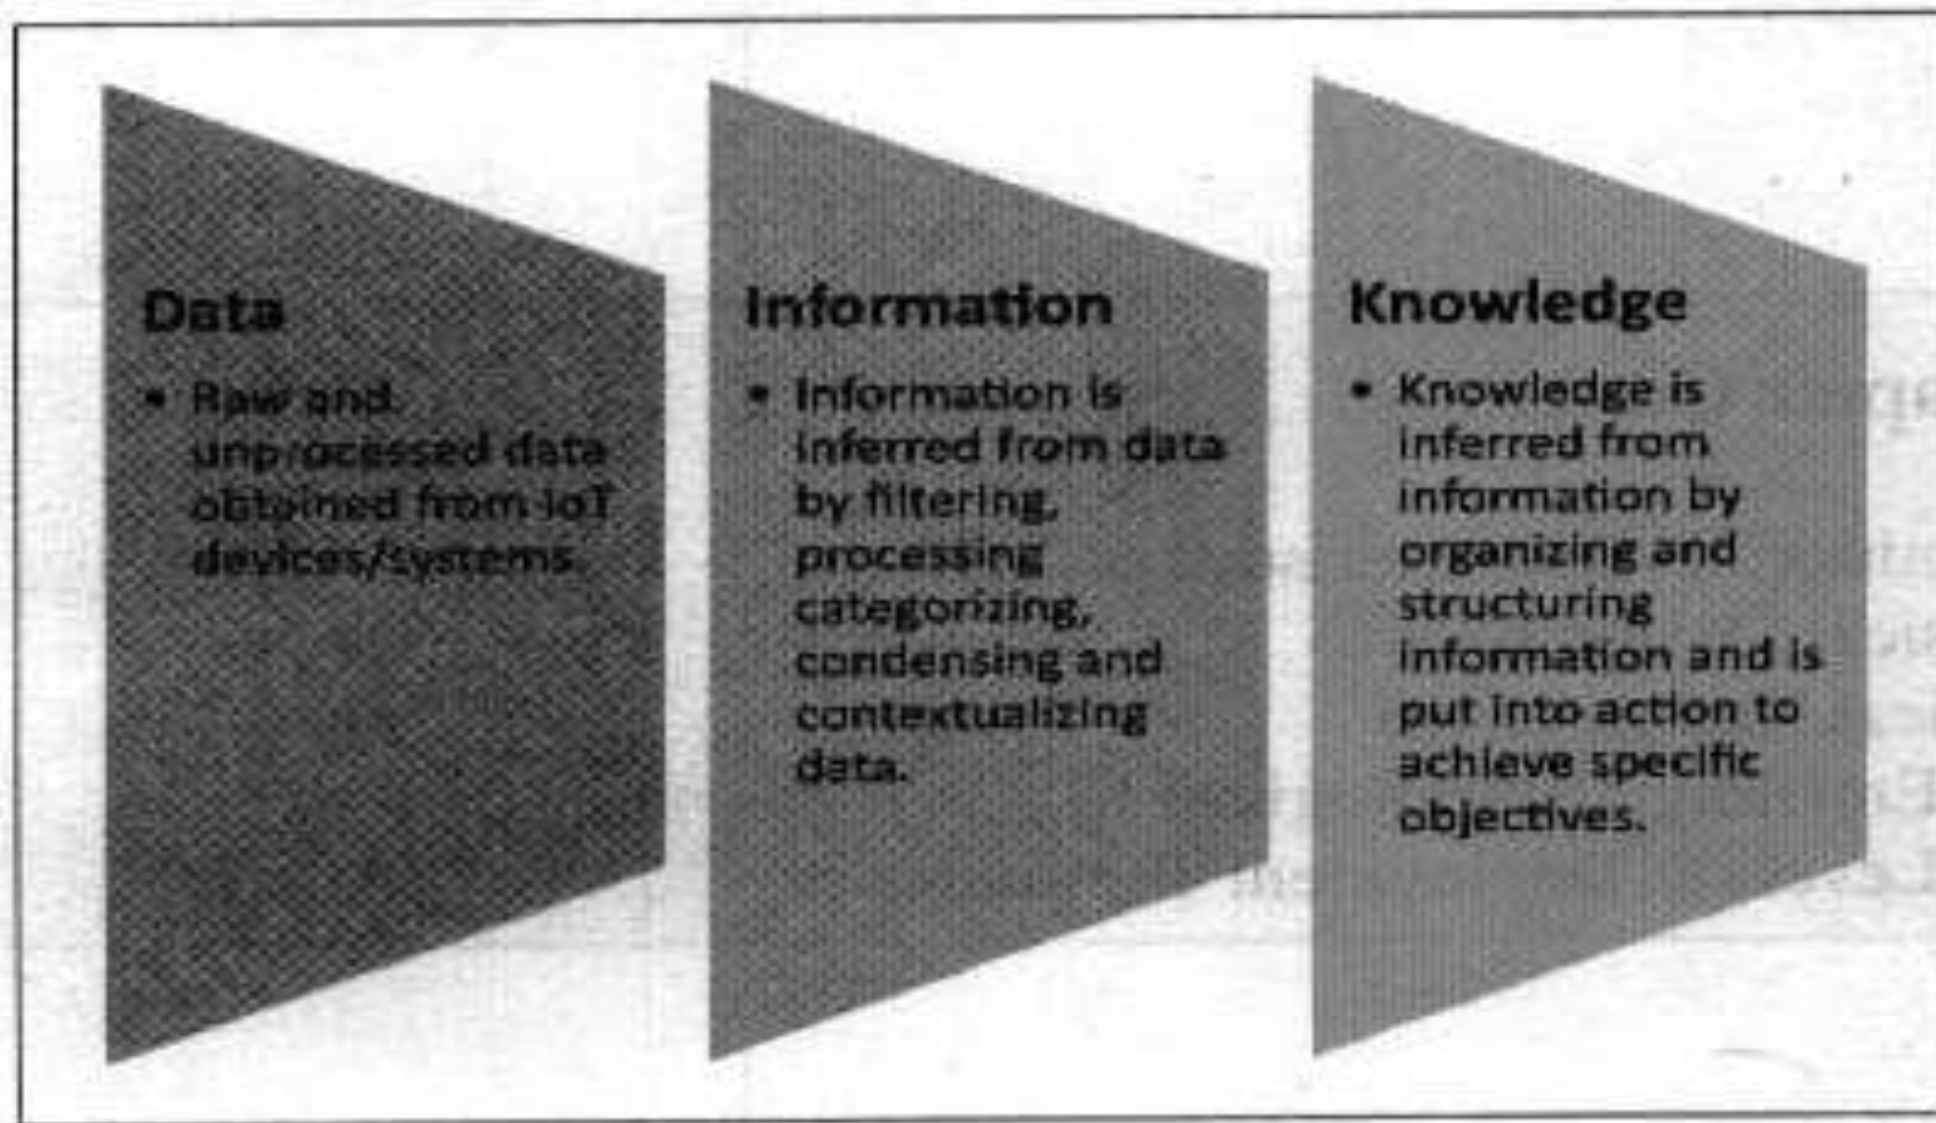 Data
• Raw and
unprocessed data
obtained from IoT
devices/systems.
Information
• Information is
inferred from data
by filtering,
processing
categorizing,
condensing and
contextualizing
data.
Knowledge
• Knowledge is
inferred from
information by
organizing and
structuring
information and is
put into action to
achieve specific
objectives.